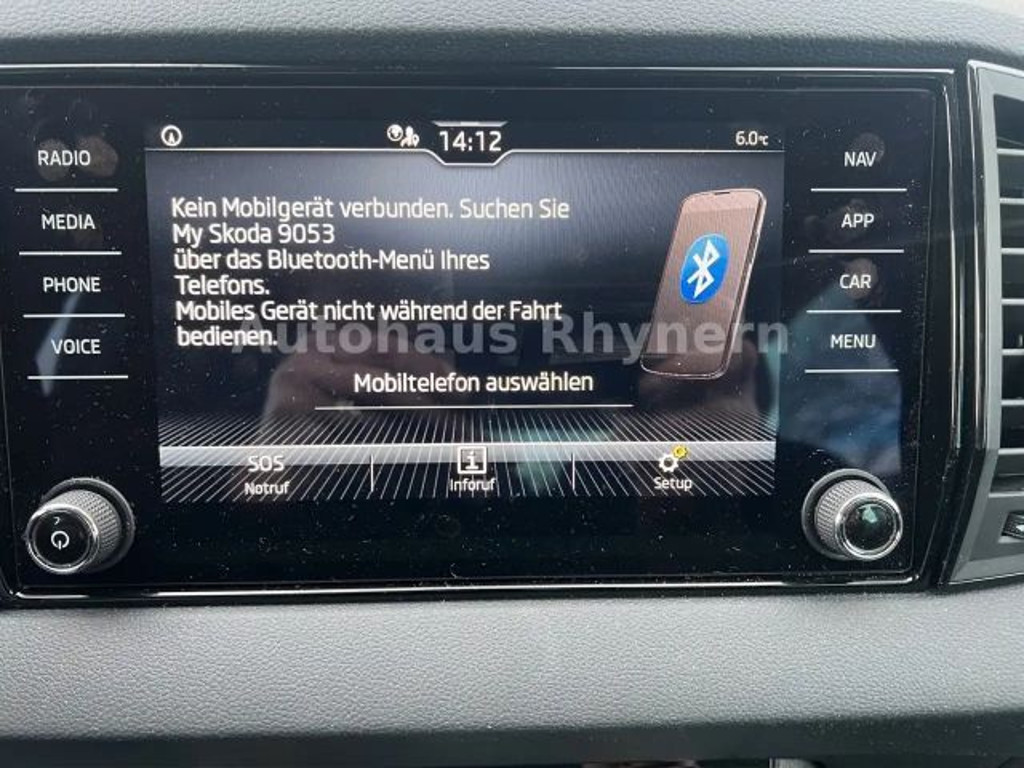 RADIO
MEDIA
PHONE
VOICE
14:12
6.0°C
Kein Mobilgerät verbunden. Suchen Sie
My Skoda 9053
über das Bluetooth-Menü Ihres
Telefons.
Mobiles Gerät nicht während der Fahrt
bedienen.
Autohaus Rhynern
Mobiltelefon auswählen
SOS
Notruf
i
Inforuf
Setup
NAV
APP
CAR
MENU